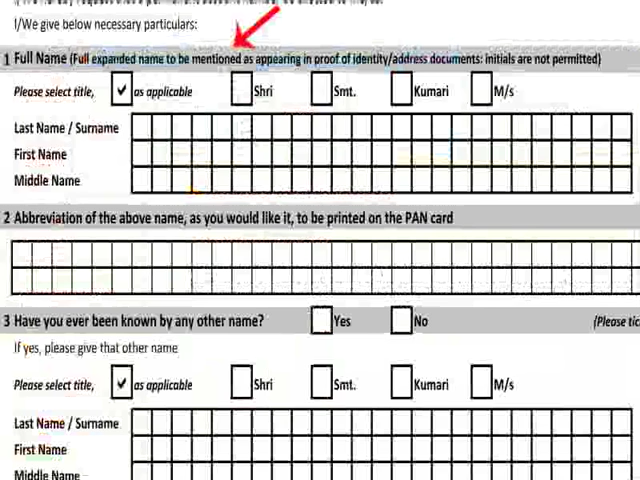 I/We give below necessary particulars:
1 Full Name (Full expanded name to be mentioned as appearing in proof of identity/address documents: initials are not permitted)
Please select title, ✓ as applicable Shri Smt. Kumari M/s
Last Name / Surname
First Name
Middle Name
2 Abbreviation of the above name, as you would like it, to be printed on the PAN card
3 Have you ever been known by any other name? Yes No (Please tic
If yes, please give that other name
Please select title, ✓ as applicable Shri Smt. Kumari M/s
Last Name / Surname
First Name
Middle Name